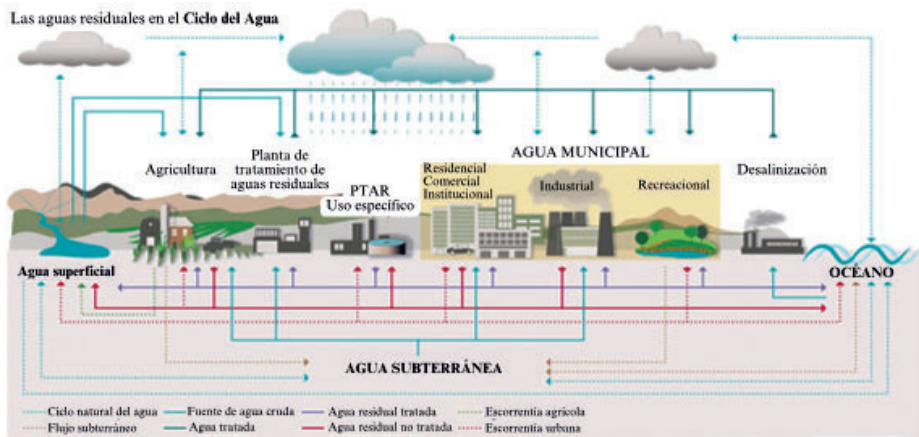 Las aguas residuales en el Ciclo del Agua
AGUA MUNICIPAL
Agricultura
Planta de
tratamiento de
aguas residuales
PTAR
Uso específico
Residencial
Comercial
Institucional
Industrial
Recreacional
Desalinización
Agua superficial
OCÉANO
AGUA SUBTERRÁNEA
Ciclo natural del agua
Fuente de agua cruda
Agua residual tratada
Escorrentía agrícola
Flujo subterráneo
Agua tratada
Agua residual no tratada
Escorrentía urbana